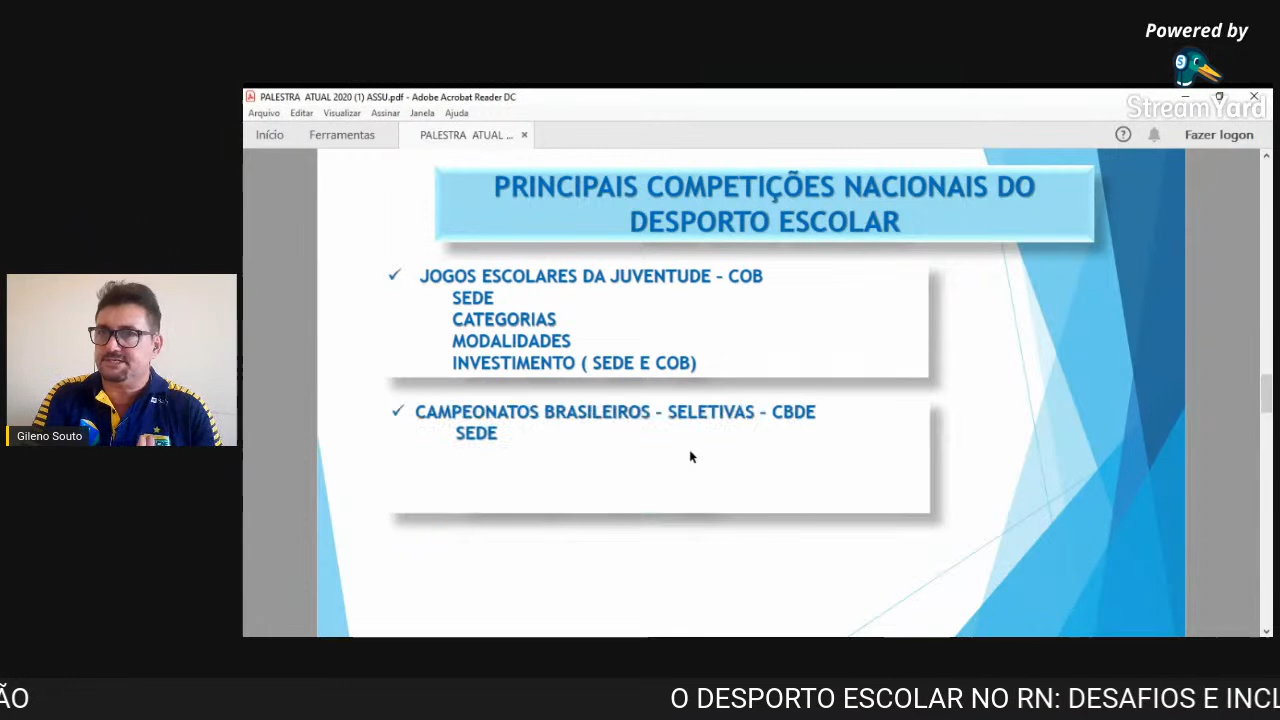 Powered by
StreamYard
PALESTRA ATUAL 2020 (1) ASSU.pdf - Adobe Acrobat Reader DC
Arquivo Editar Visualizar Assinar Janela Ajuda
Início Ferramentas PALESTRA ATUAL ... × Fazer logon
PRINCIPAIS COMPETIÇÕES NACIONAIS DO
DESPORTO ESCOLAR
✓ JOGOS ESCOLARES DA JUVENTUDE – COB
SEDE
CATEGORIAS
MODALIDADES
INVESTIMENTO ( SEDE E COB)
✓ CAMPEONATOS BRASILEIROS – SELETIVAS – CBDE
SEDE
Gileno Souto
ÃO O DESPORTO ESCOLAR NO RN: DESAFIOS E INCL